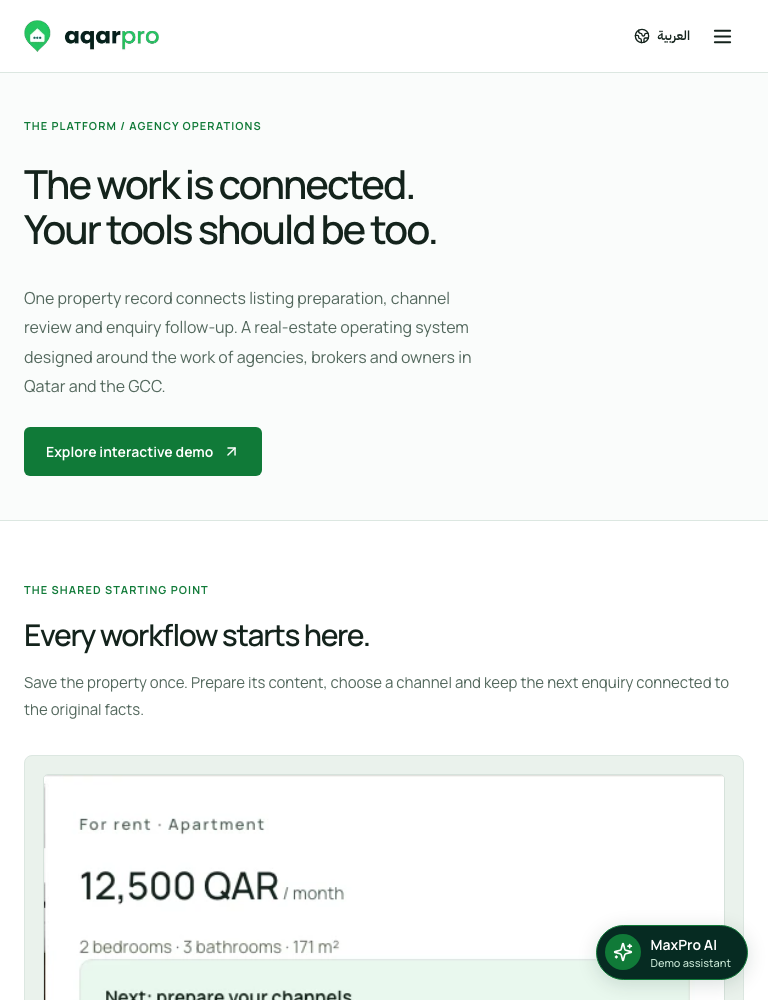 aqarpro
العربية
THE PLATFORM / AGENCY OPERATIONS
The work is connected.
Your tools should be too.
One property record connects listing preparation, channel
review and enquiry follow-up. A real-estate operating system
designed around the work of agencies, brokers and owners in
Qatar and the GCC.
Explore interactive demo
THE SHARED STARTING POINT
Every workflow starts here.
Save the property once. Prepare its content, choose a channel and keep the next enquiry connected to
the original facts.
For rent · Apartment
12,500 QAR / month
2 bedrooms · 3 bathrooms · 171 m²
Next: prepare your channels
MaxPro AI
Demo assistant